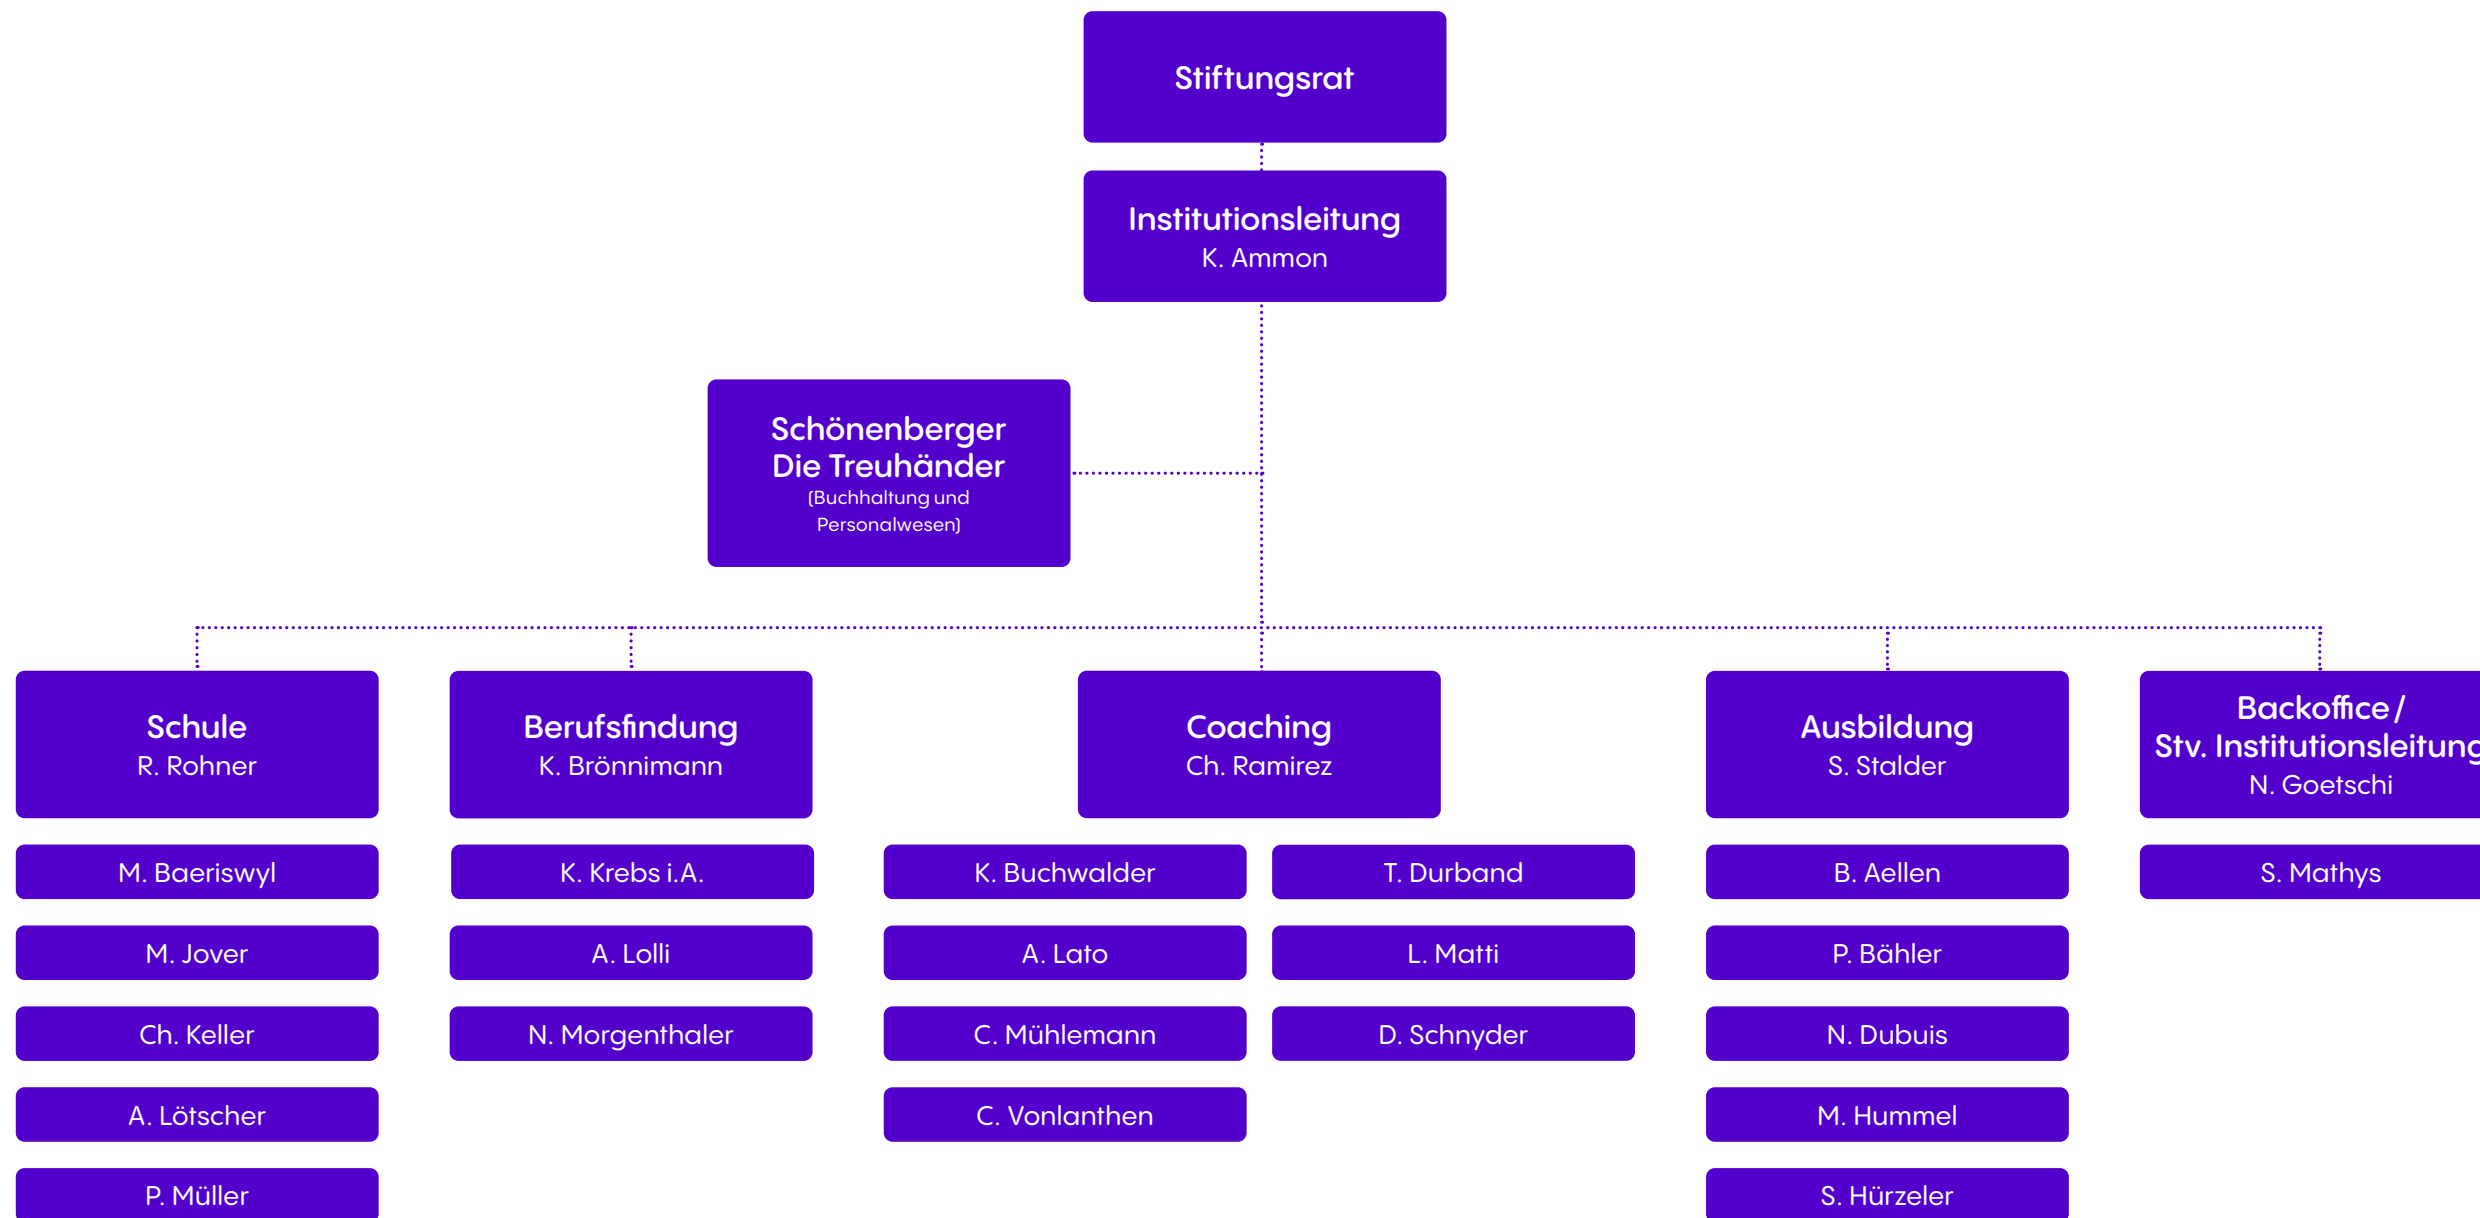 Stiftungsrat
Institutionsleitung
K. Ammon
Schönenberger
Die Treuhänder
(Buchhaltung und
Personalwesen)
Schule
R. Rohner
M. Baeriswyl
M. Jover
Ch. Keller
A. Lötscher
P. Müller
Berufsfindung
K. Brönnimann
K. Krebs i.A.
A. Lolli
N. Morgenthaler
Coaching
Ch. Ramirez
K. Buchwalder
A. Lato
C. Mühlemann
C. Vonlanthen
T. Durband
L. Matti
D. Schnyder
Ausbildung
S. Stalder
B. Aellen
P. Bähler
N. Dubuis
M. Hummel
S. Hürzeler
Backoffice/
Stv. Institutionsleitung
N. Goetschi
S. Mathys